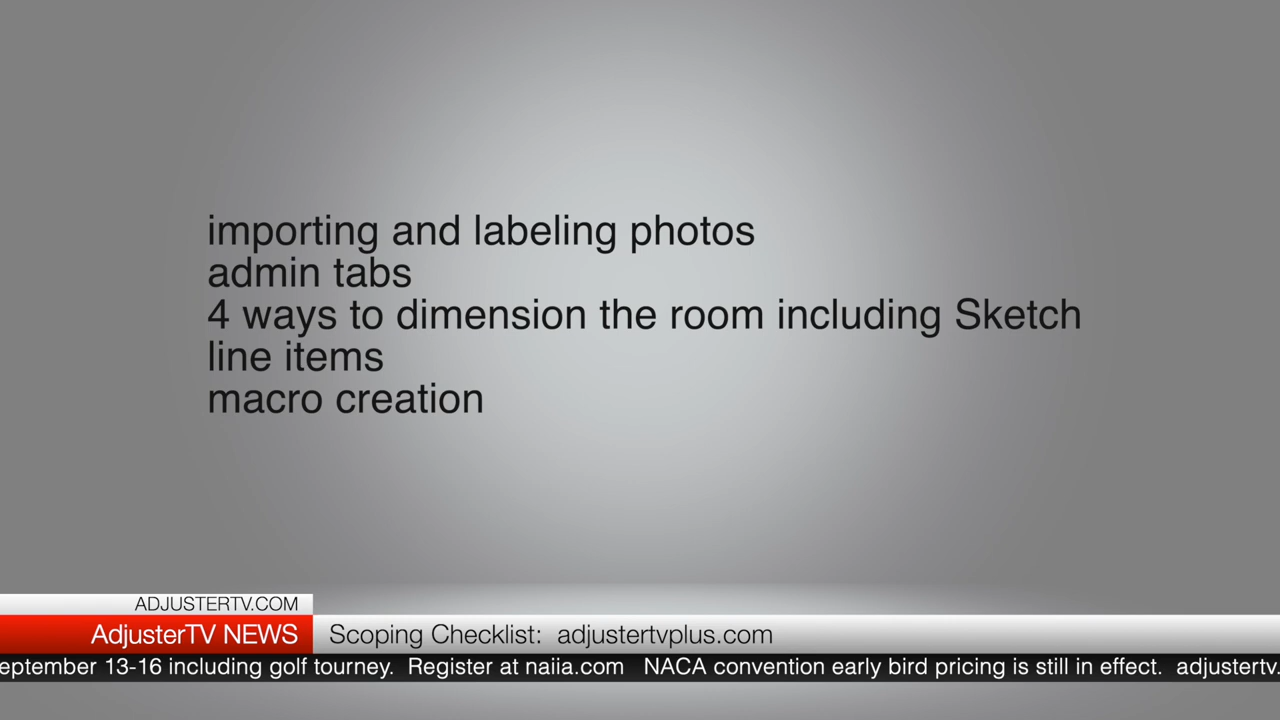 importing and labeling photos
admin tabs
4 ways to dimension the room including Sketch
line items
macro creation
ADJUSTERTV.COM
AdjusterTV NEWS
Scoping Checklist: adjustertvplus.com
eptember 13-16 including golf tourney. Register at naiia.com NACA convention early bird pricing is still in effect. adjustertv.